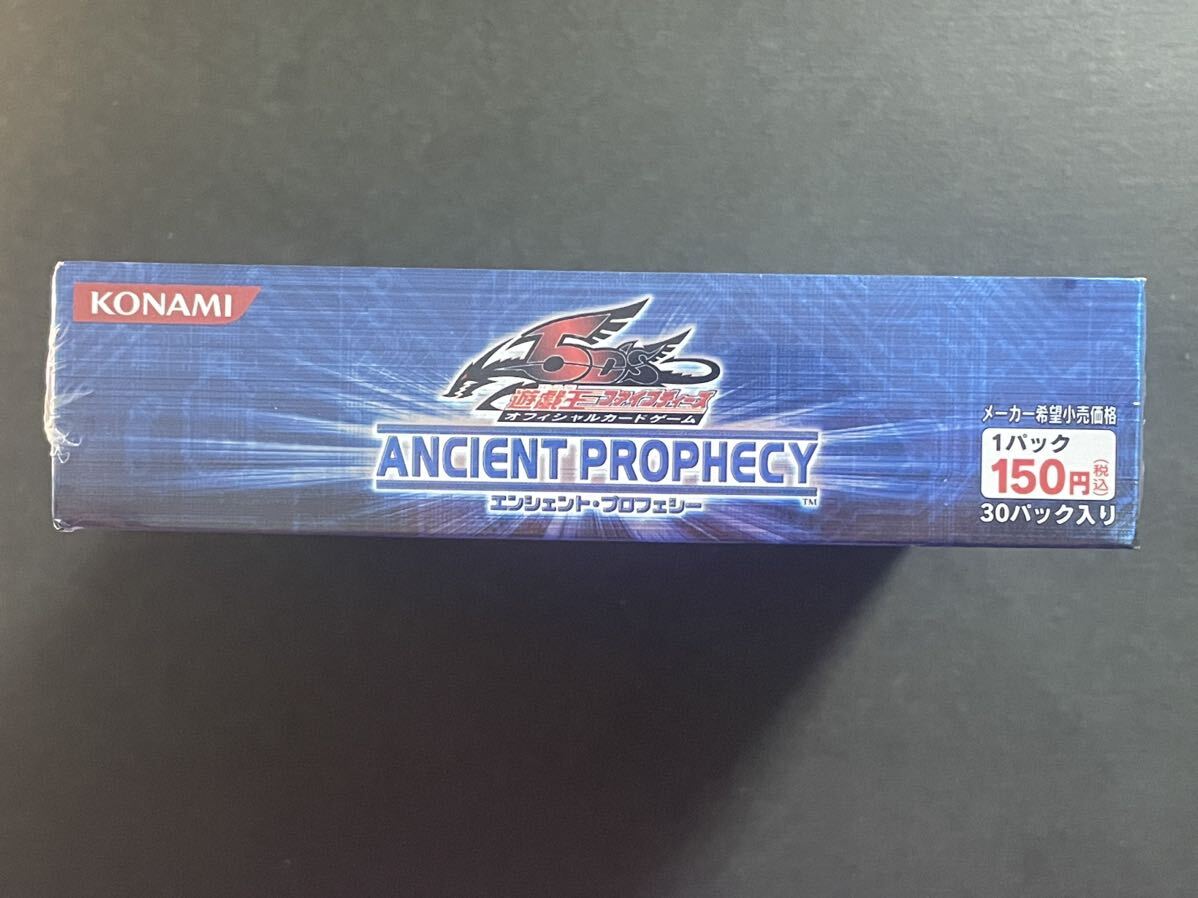 KONAMI
5D's
遊戯王ファイブディーズ
オフィシャルカードゲーム
ANCIENT PROPHECY
TM
エンシェント・プロフェシー
メーカー希望小売価格
1パック
150円(税込)
30パック入り